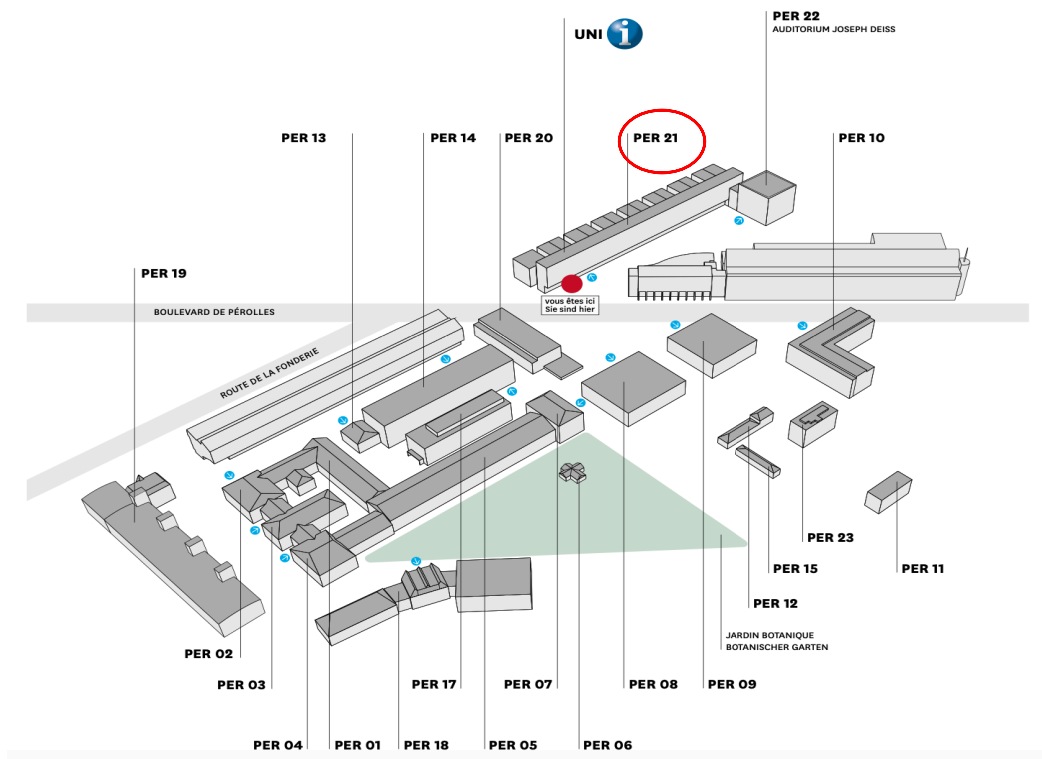 PER 22
AUDITORIUM JOSEPH DEISS
UNI i
PER 13
PER 14
PER 20
PER 21
PER 10
PER 19
vous êtes ici
Sie sind hier
BOULEVARD DE PÉROLLES
ROUTE DE LA FONDERIE
PER 23
PER 15
PER 11
PER 12
JARDIN BOTANIQUE
BOTANISCHER GARTEN
PER 02
PER 03
PER 17
PER 07
PER 08
PER 09
PER 04
PER 01
PER 18
PER 05
PER 06